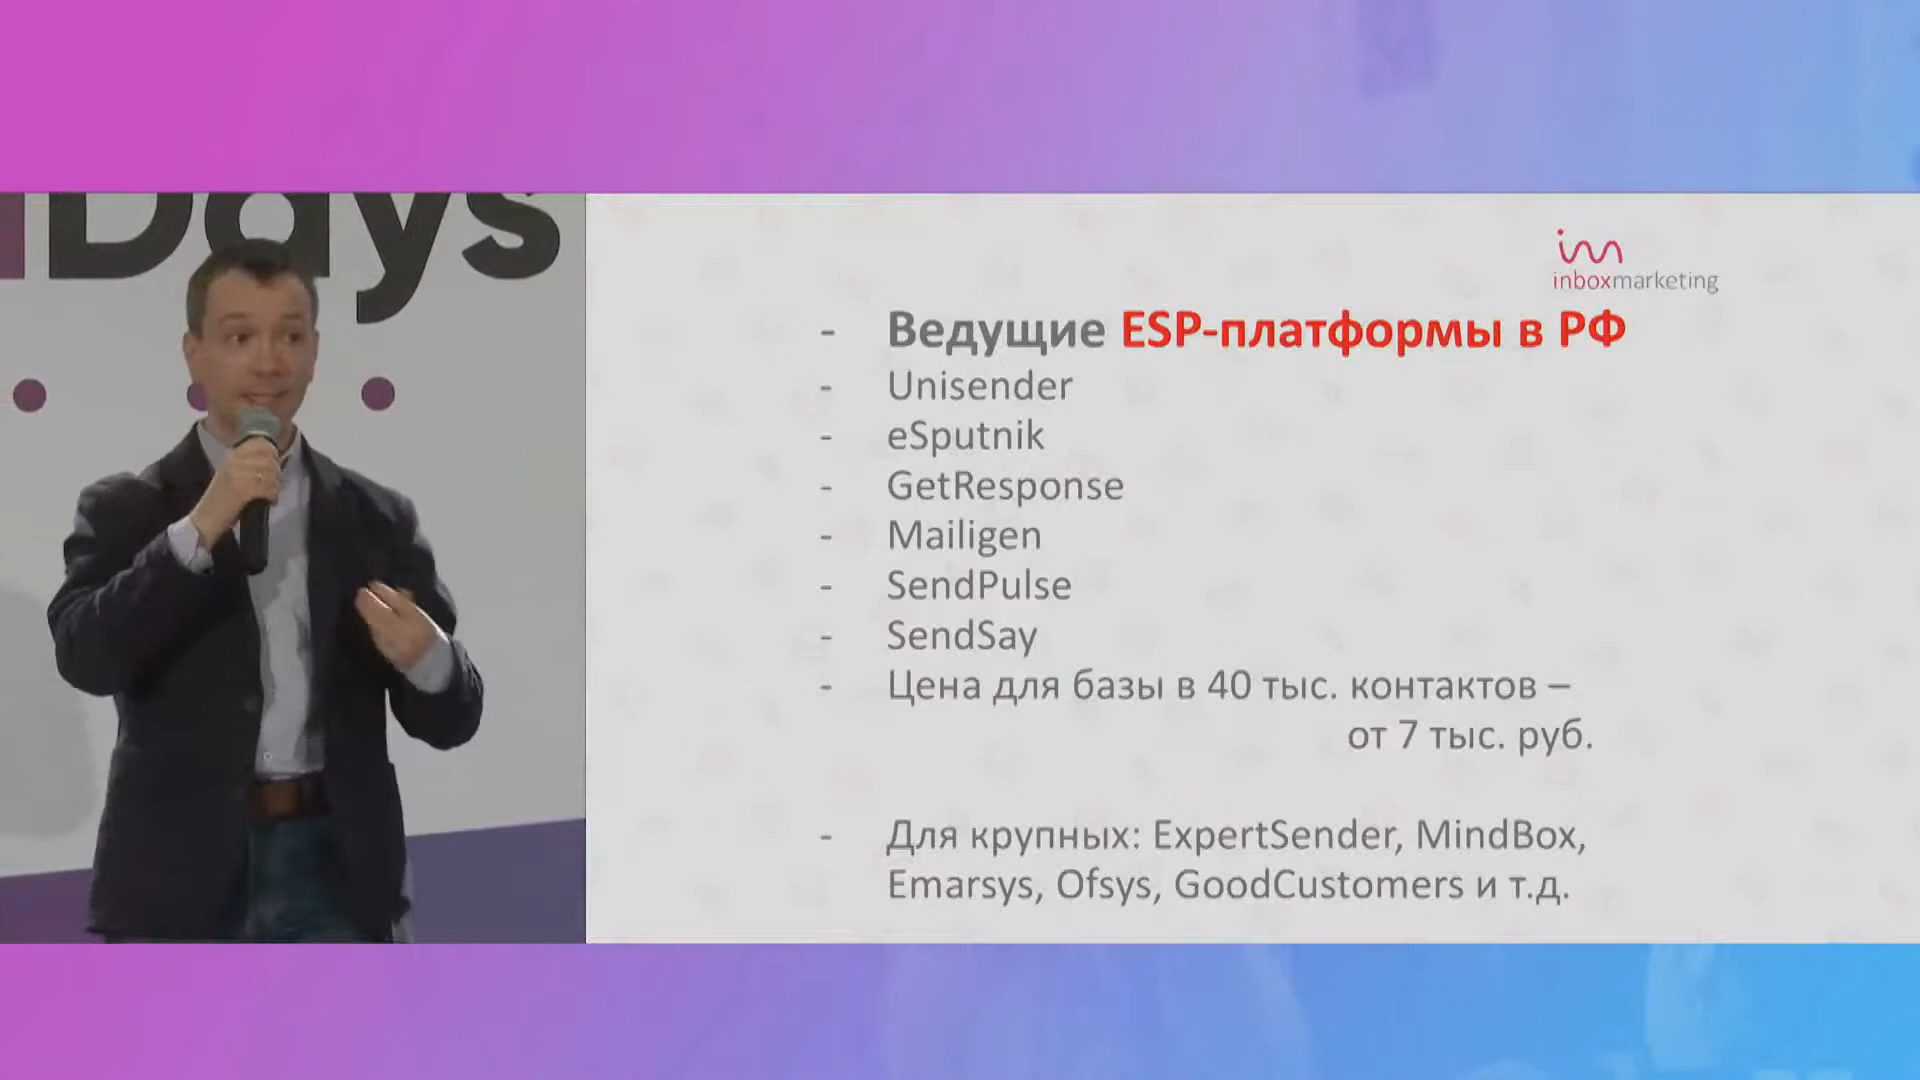 Days
inboxmarketing
- Ведущие ESP-платформы в РФ
- Unisender
- eSputnik
- GetResponse
- Mailigen
- SendPulse
- SendSay
- Цена для базы в 40 тыс. контактов –
от 7 тыс. руб.
- Для крупных: ExpertSender, MindBox,
Emarsys, Ofsys, GoodCustomers и т.д.